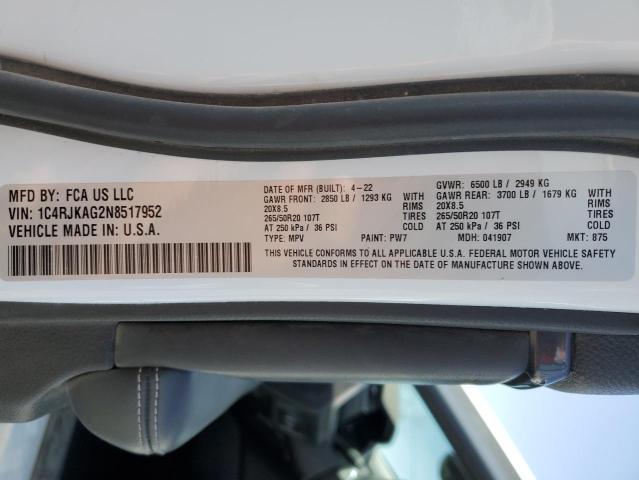 MFD BY: FCA US LLC
VIN: 1C4RJKAG2N8517952
VEHICLE MADE IN: U.S.A.
DATE OF MFR (BUILT): 4-22
GAWR FRONT: 2850 LB / 1293 KG WITH
20X8.5 RIMS
265/50R20 107T TIRES
AT 250 kPa / 36 PSI COLD
TYPE: MPV PAINT: PW7
GVWR: 6500 LB / 2949 KG
GAWR REAR: 3700 LB / 1679 KG WITH
20X8.5 RIMS
265/50R20 107T TIRES
AT 250 kPa / 36 PSI COLD
MDH: 041907 MKT: 875
THIS VEHICLE CONFORMS TO ALL APPLICABLE U.S.A. FEDERAL MOTOR VEHICLE SAFETY
STANDARDS IN EFFECT ON THE DATE OF MANUFACTURE SHOWN ABOVE.